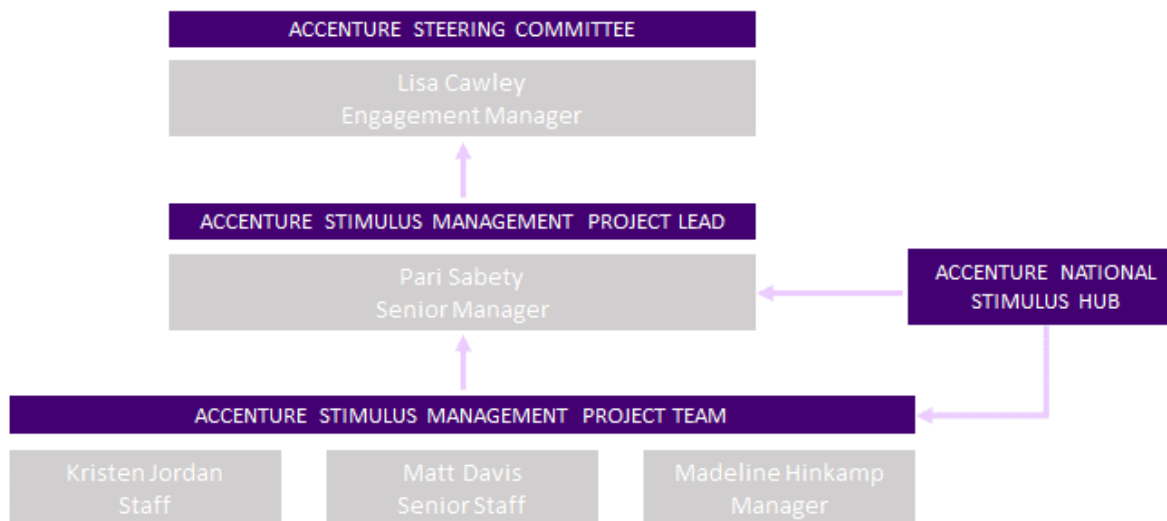 ACCENTURE STEERING COMMITTEE
Lisa Cawley
Engagement Manager
ACCENTURE STIMULUS MANAGEMENT PROJECT LEAD
Pari Sabety
Senior Manager
ACCENTURE NATIONAL
STIMULUS HUB
ACCENTURE STIMULUS MANAGEMENT PROJECT TEAM
Kristen Jordan
Staff
Matt Davis
Senior Staff
Madeline Hinkamp
Manager